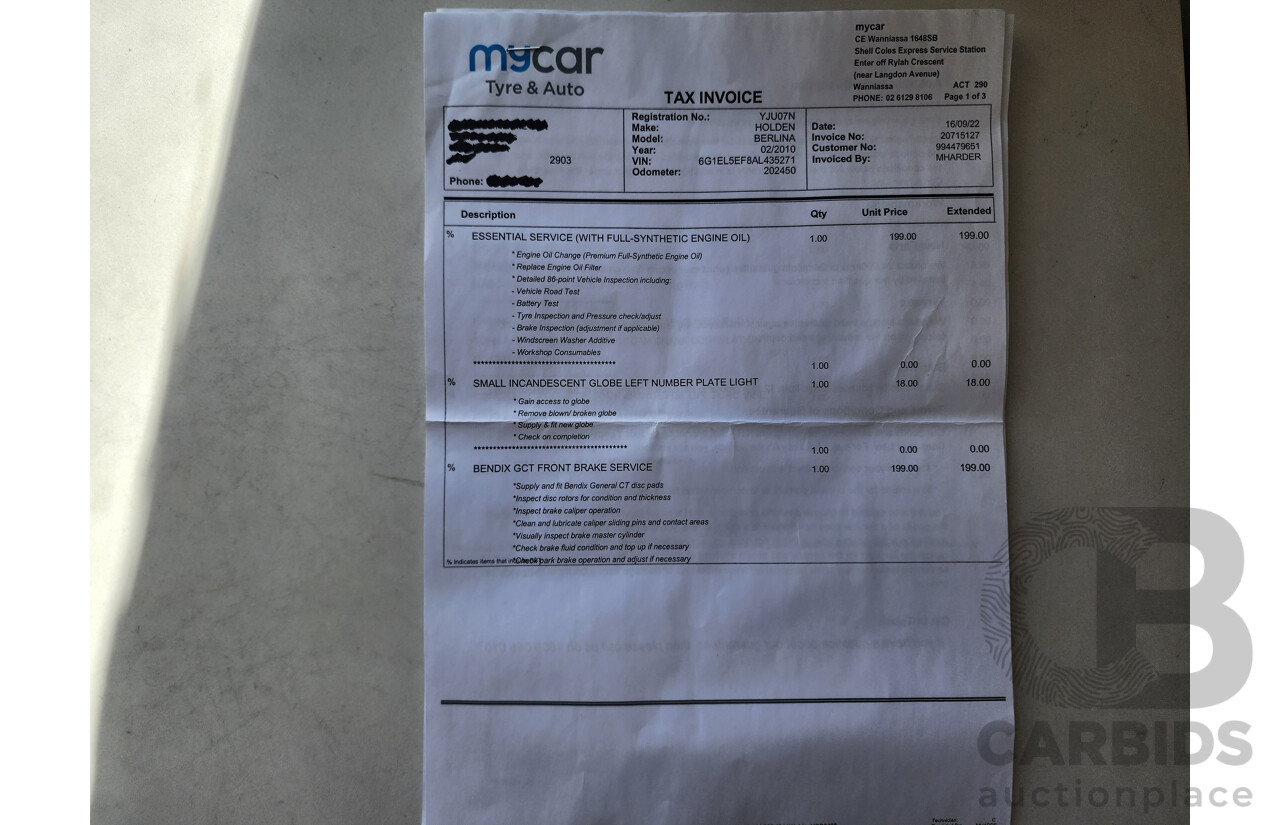 mycar
Tyre & Auto
TAX INVOICE
mycar
CE Wanniassa 1648SB
Shell Coles Express Service Station
Enter off Rylah Crescent
(near Langdon Avenue)
Wanniassa ACT 290
PHONE: 02 6129 8106 Page 1 of 3
2903
Phone:
Registration No.: YJU07N
Make: HOLDEN
Model: BERLINA
Year: 02/2010
VIN: 6G1EL5EF8AL435271
Odometer: 202450
Date: 16/09/22
Invoice No: 20715127
Customer No: 994479651
Invoiced By: MHARDER
Description Qty Unit Price Extended
% ESSENTIAL SERVICE (WITH FULL-SYNTHETIC ENGINE OIL) 1.00 199.00 199.00
* Engine Oil Change (Premium Full-Synthetic Engine Oil)
* Replace Engine Oil Filter
* Detailed 86-point Vehicle Inspection including:
- Vehicle Road Test
- Battery Test
- Tyre Inspection and Pressure check/adjust
- Brake Inspection (adjustment if applicable)
- Windscreen Washer Additive
- Workshop Consumables
************************************** 1.00 0.00 0.00
% SMALL INCANDESCENT GLOBE LEFT NUMBER PLATE LIGHT 1.00 18.00 18.00
* Gain access to globe
* Remove blown/ broken globe
* Supply & fit new globe
* Check on completion
***************************************** 1.00 0.00 0.00
% BENDIX GCT FRONT BRAKE SERVICE 1.00 199.00 199.00
*Supply and fit Bendix General CT disc pads
*Inspect disc rotors for condition and thickness
*Inspect brake caliper operation
*Clean and lubricate caliper sliding pins and contact areas
*Visually inspect brake master cylinder
*Check brake fluid condition and top up if necessary
*Check park brake operation and adjust if necessary
% indicates items that
CARBIDS
auctionplace